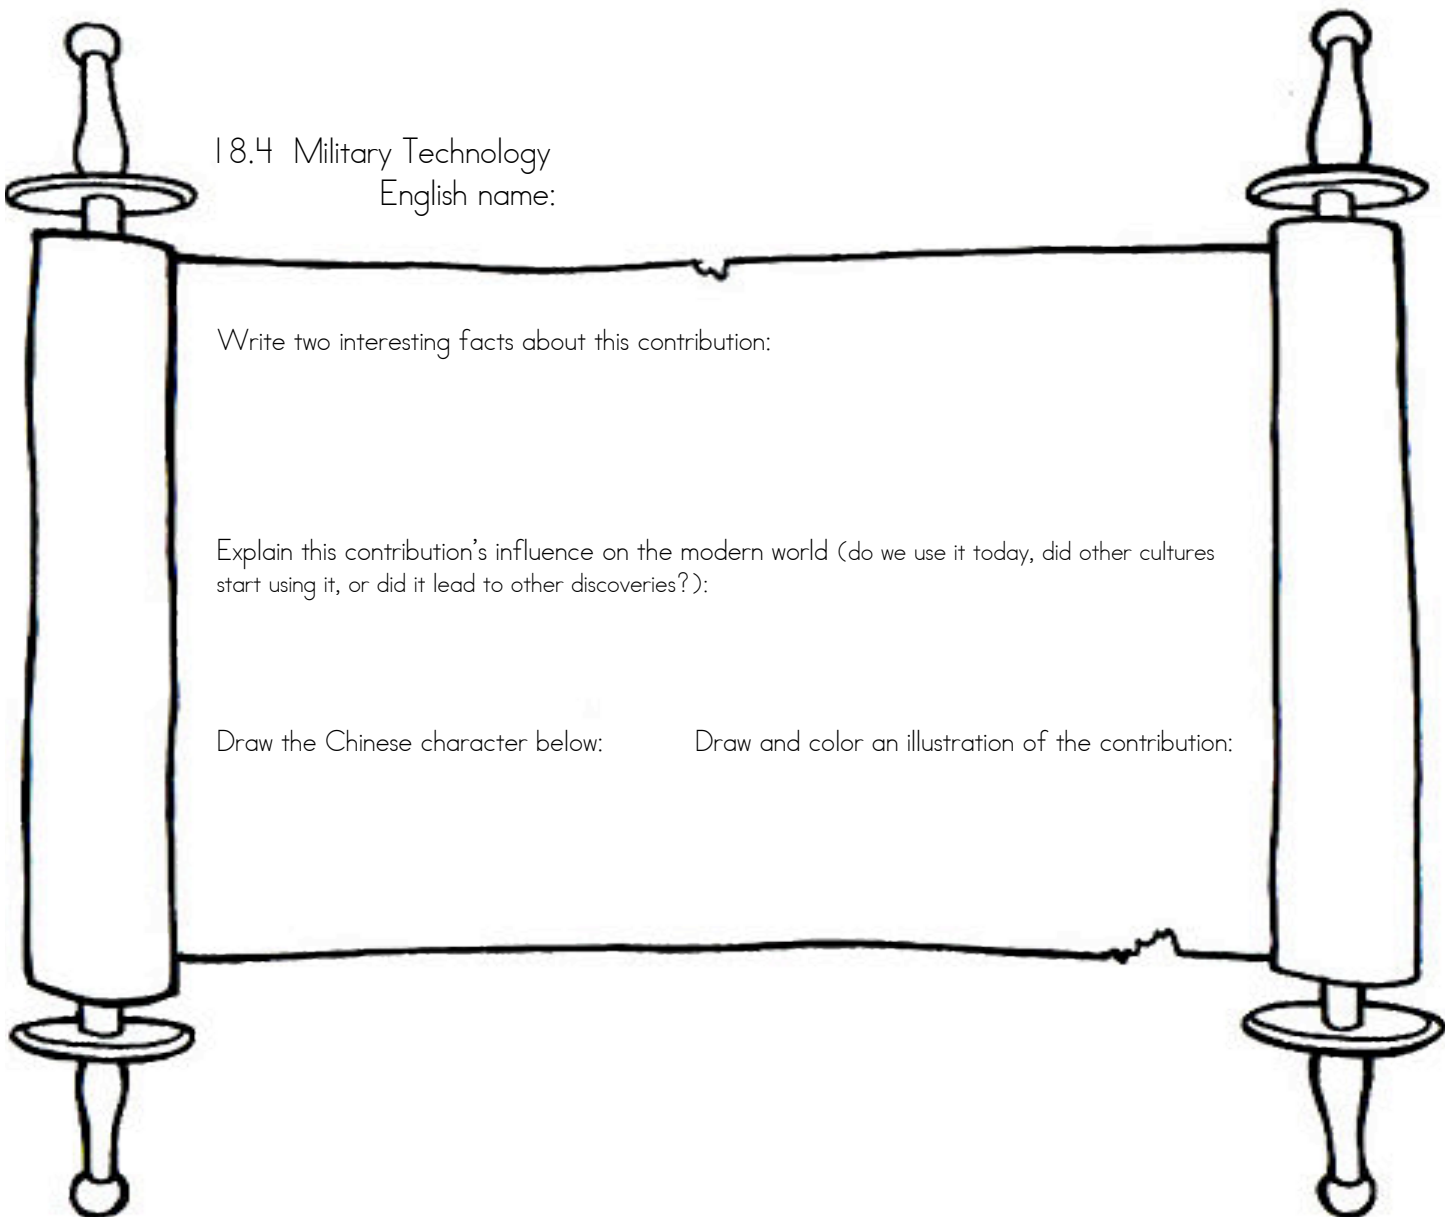 18.4 Military Technology
English name:
Write two interesting facts about this contribution:
Explain this contribution's influence on the modern world (do we use it today, did other cultures
start using it, or did it lead to other discoveries?):
Draw the Chinese character below:
Draw and color an illustration of the contribution: